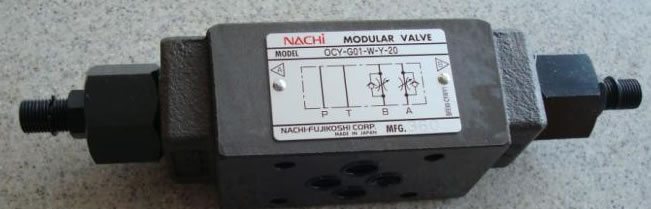 NACHi MODULAR VALVE
MODEL OCY-G01-W-Y-20
P T B A
NACHI-FUJIKOSHI CORP. MFG.
MADE IN JAPAN